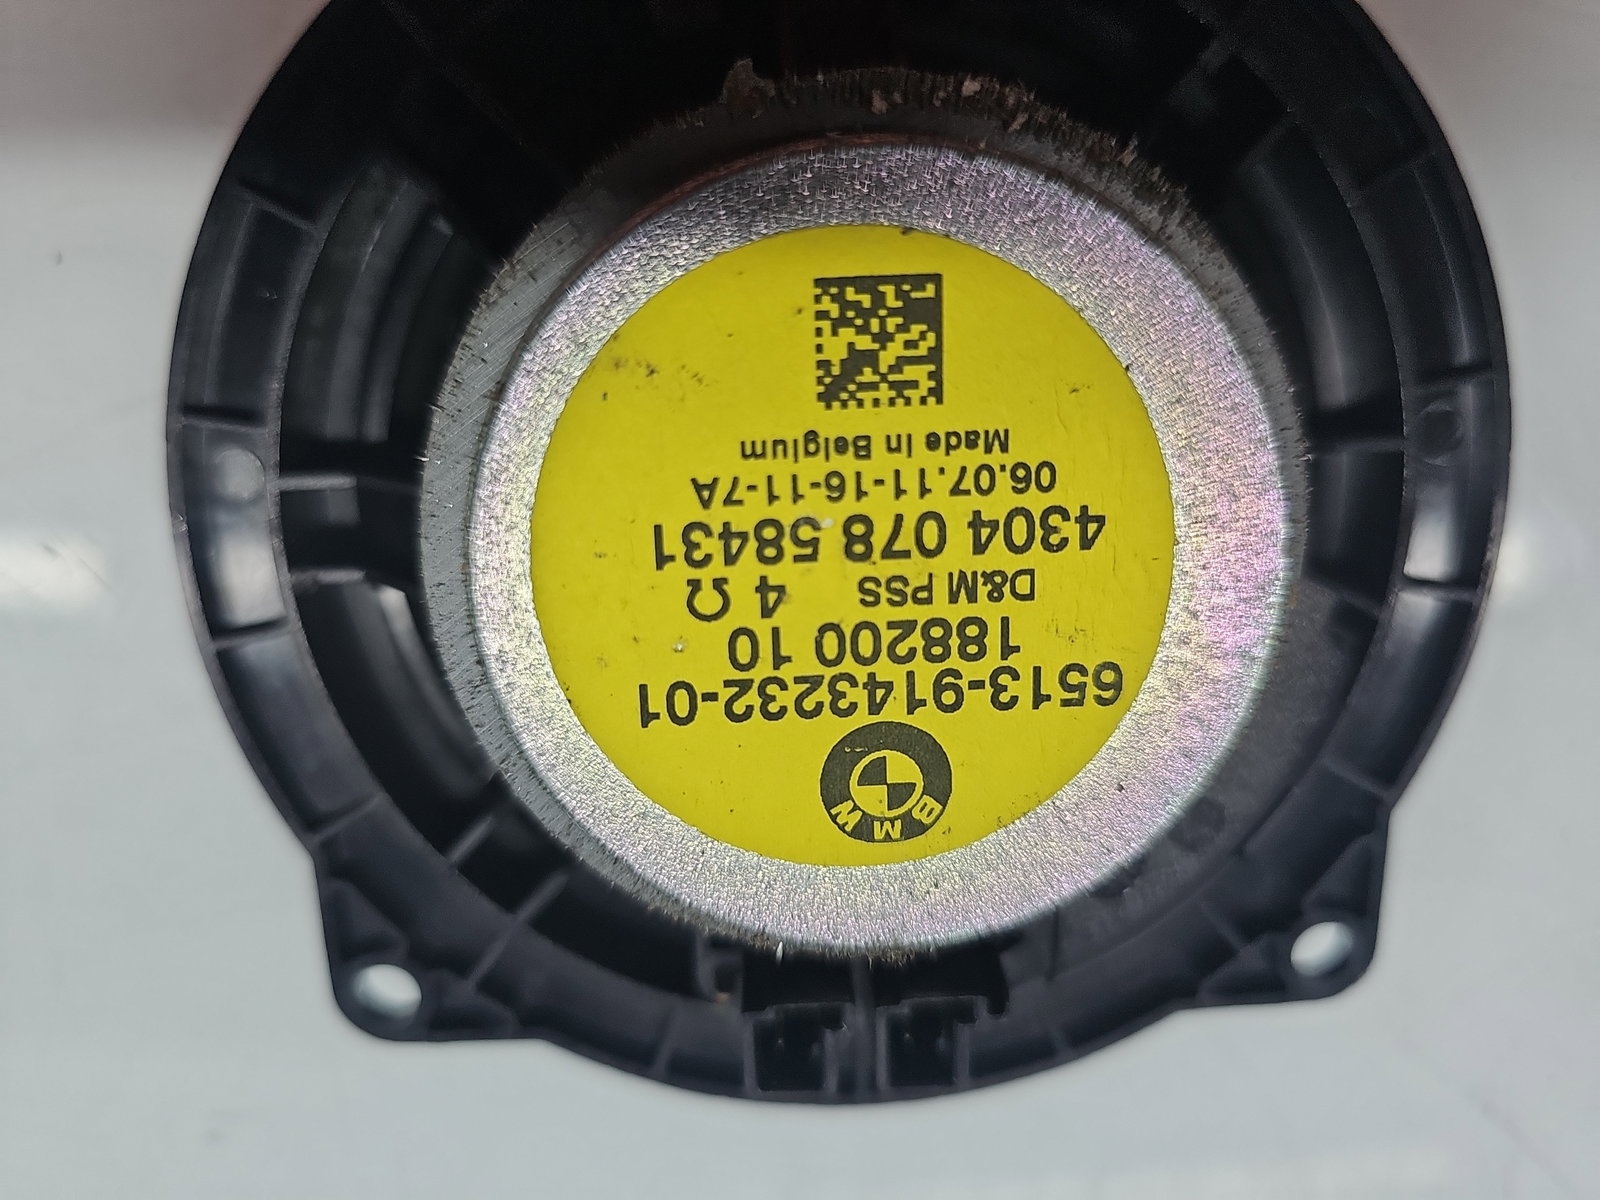 BMW
6513-9143232-01
188200 10
D&M PSS 4 Ω
4304 078 58431
06.07.11-16-11-7A
Made in Belgium